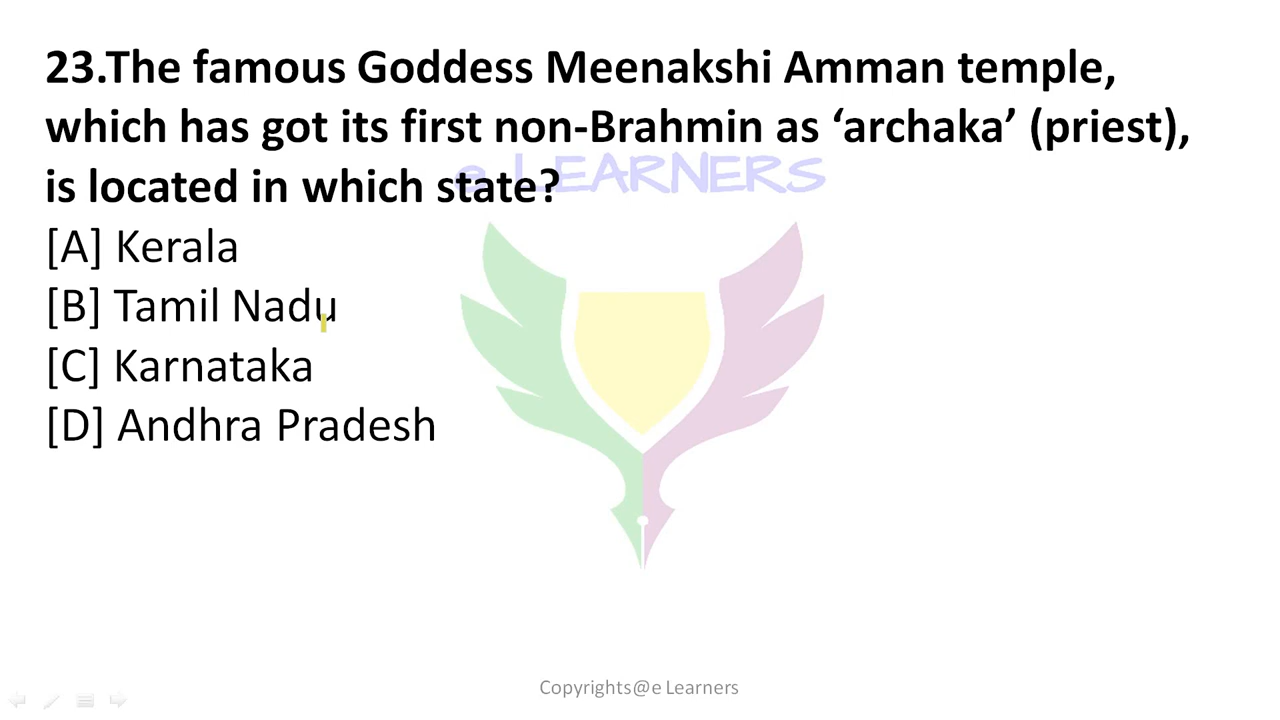 23.The famous Goddess Meenakshi Amman temple,
which has got its first non-Brahmin as ‘archaka’ (priest),
e LEARNERS
is located in which state?
[A] Kerala
[B] Tamil Nadu
[C] Karnataka
[D] Andhra Pradesh
Copyrights@e Learners